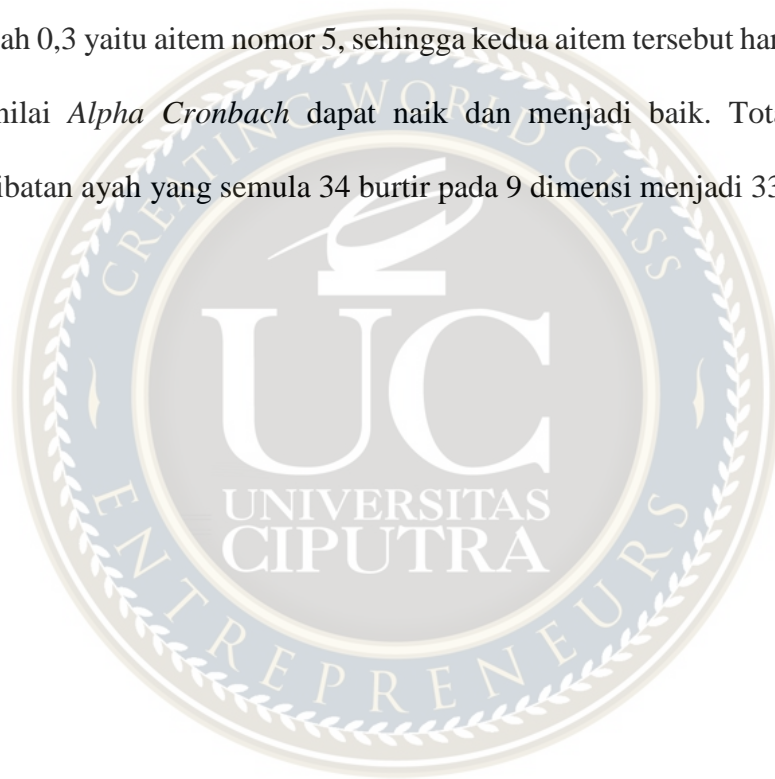 ah 0,3 yaitu aitem nomor 5, sehingga kedua aitem tersebut har
nilai Alpha Cronbach dapat naik dan menjadi baik. Tota
ibatan ayah yang semula 34 burtir pada 9 dimensi menjadi 33
CREATING WORLD CLASS
UC
UNIVERSITAS
CIPUTRA
ENTREPRENEURS